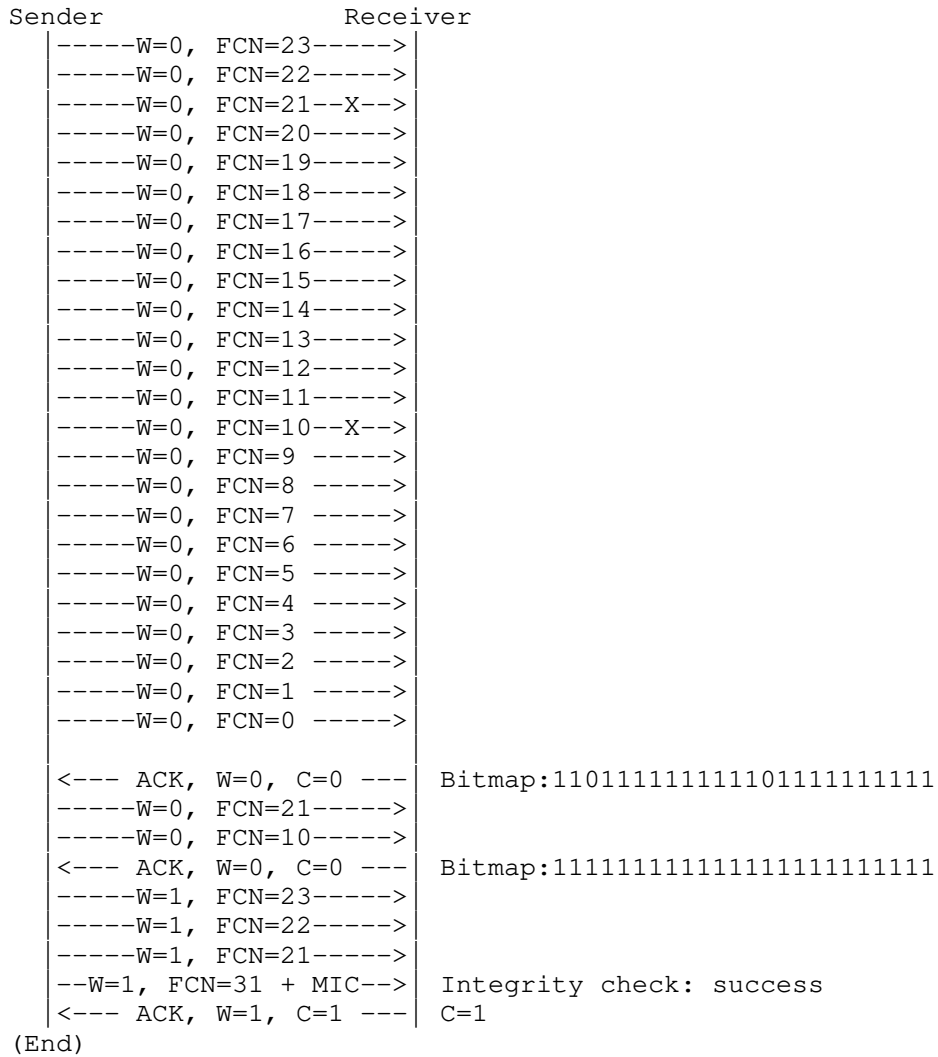 Sender               Receiver
  |-----W=0, FCN=23----->|
  |-----W=0, FCN=22----->|
  |-----W=0, FCN=21--X-->|
  |-----W=0, FCN=20----->|
  |-----W=0, FCN=19----->|
  |-----W=0, FCN=18----->|
  |-----W=0, FCN=17----->|
  |-----W=0, FCN=16----->|
  |-----W=0, FCN=15----->|
  |-----W=0, FCN=14----->|
  |-----W=0, FCN=13----->|
  |-----W=0, FCN=12----->|
  |-----W=0, FCN=11----->|
  |-----W=0, FCN=10--X-->|
  |-----W=0, FCN=9 ----->|
  |-----W=0, FCN=8 ----->|
  |-----W=0, FCN=7 ----->|
  |-----W=0, FCN=6 ----->|
  |-----W=0, FCN=5 ----->|
  |-----W=0, FCN=4 ----->|
  |-----W=0, FCN=3 ----->|
  |-----W=0, FCN=2 ----->|
  |-----W=0, FCN=1 ----->|
  |-----W=0, FCN=0 ----->|
  |                      |
  |<--- ACK, W=0, C=0 ---| Bitmap:110111111111101111111111
  |-----W=0, FCN=21----->|
  |-----W=0, FCN=10----->|
  |<--- ACK, W=0, C=0 ---| Bitmap:111111111111111111111111
  |-----W=1, FCN=23----->|
  |-----W=1, FCN=22----->|
  |-----W=1, FCN=21----->|
  |--W=1, FCN=31 + MIC-->| Integrity check: success
  |<--- ACK, W=1, C=1 ---| C=1
(End)